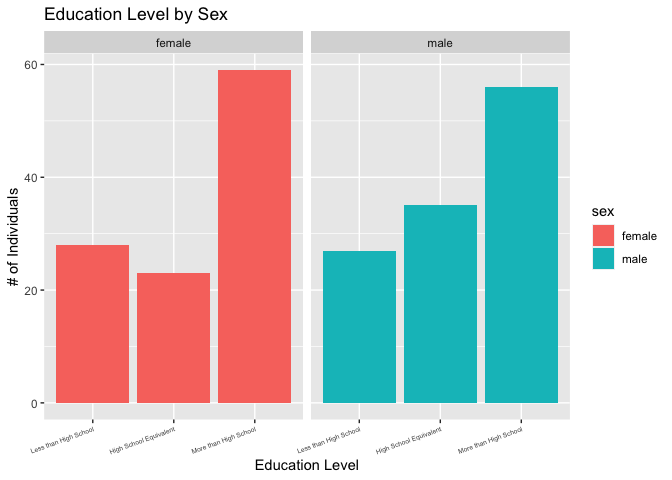 Education Level by Sex
female
male
60
40
20
0
# of Individuals
Less than High School
High School Equivalent
More than High School
Less than High School
High School Equivalent
More than High School
Education Level
sex
female
male